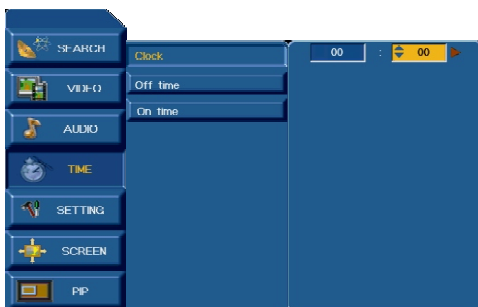 SEARCH
VIDEO
AUDIO
TIME
SETTING
SCREEN
PIP
Clock
Off time
On time
00 : 00